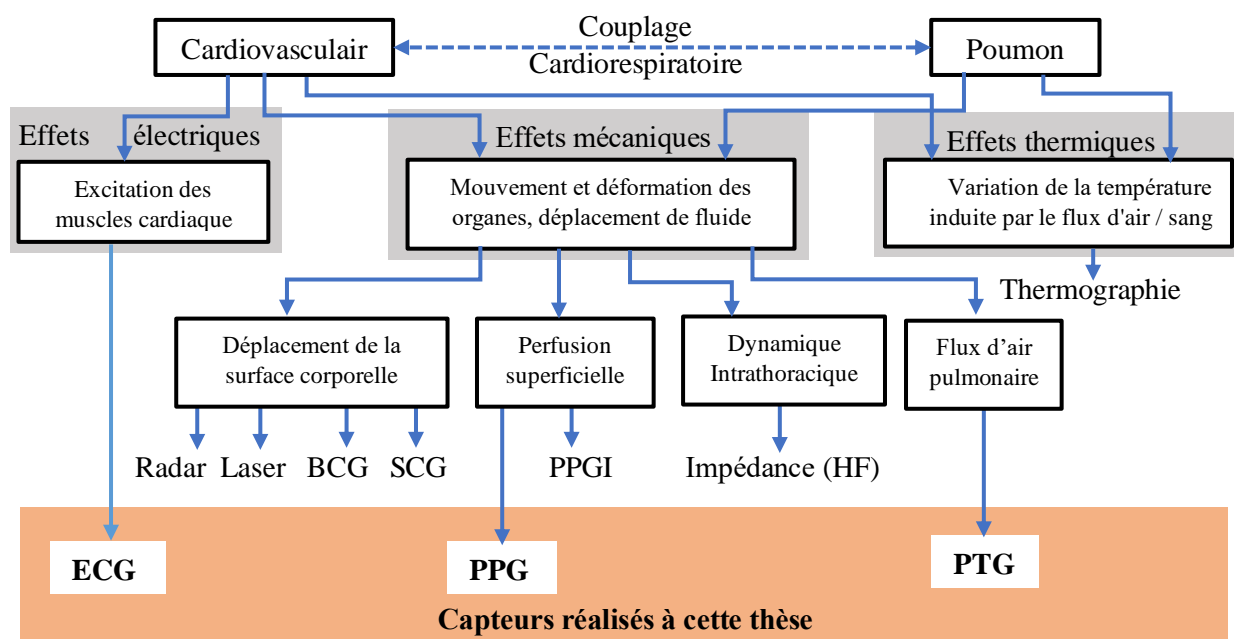 Cardiovasculair
Couplage
Cardiorespiratoire
Poumon
Effets électriques
Excitation des
muscles cardiaque
Effets mécaniques
Mouvement et déformation des
organes, déplacement de fluide
Effets thermiques
Variation de la température
induite par le flux d'air / sang
Thermographie
Déplacement de la
surface corporelle
Perfusion
superficielle
Dynamique
Intrathoracique
Flux d’air
pulmonaire
Radar Laser BCG SCG PPGI Impédance (HF)
ECG PPG PTG
Capteurs réalisés à cette thèse